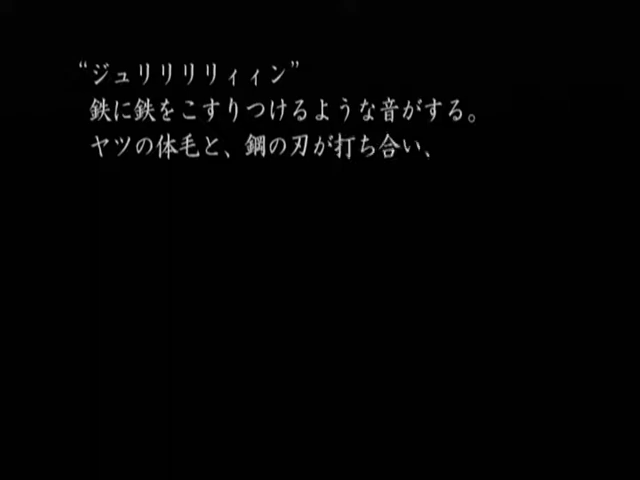 “ジュリリリリィィン”
鉄に鉄をこすりつけるような音がする。
ヤツの体毛と、鋼の刃が打ち合い、